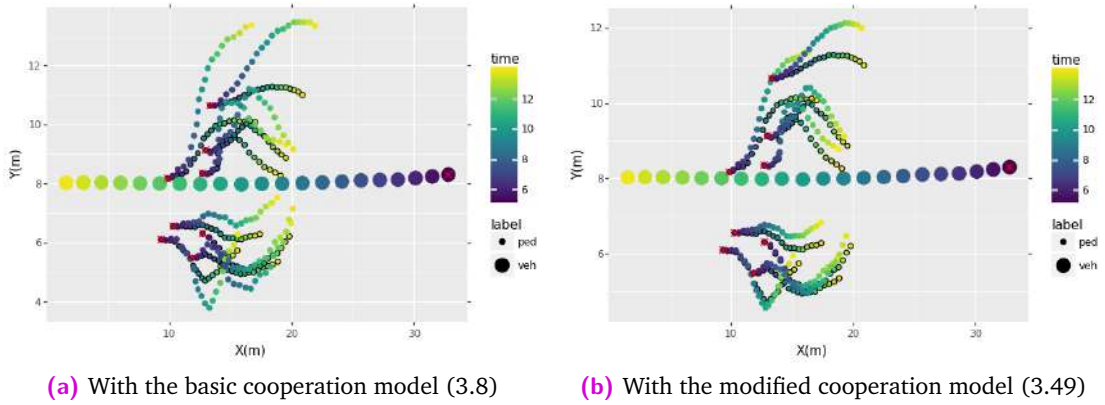 12
10
8
6
4
Y(m)
10
20
30
X(m)
time
12
10
8
6
label
ped
veh
12
10
8
6
Y(m)
10
20
30
X(m)
time
12
10
8
6
label
ped
veh
(a) With the basic cooperation model (3.8)
(b) With the modified cooperation model (3.49)